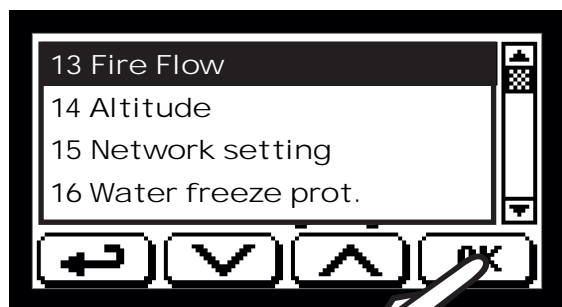 13 Fire Flow
14 Altitude
15 Network setting
16 Water freeze prot.
OK